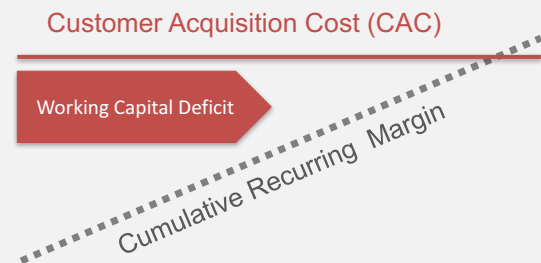 Customer Acquisition Cost (CAC)
Working Capital Deficit
Cumulative Recurring Margin